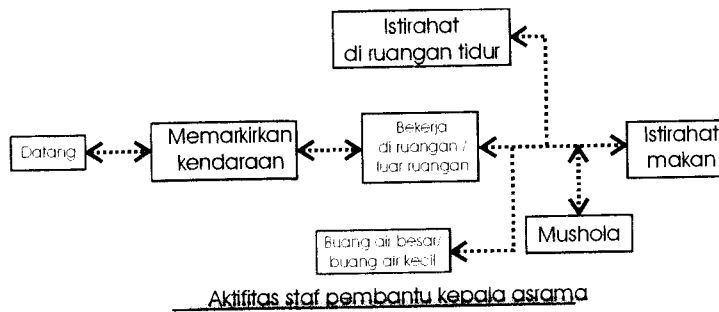 Istirahat
di ruangan tidur
Datang
Memarkirkan
kendaraan
Bekerja
di ruangan /
luar ruangan
Istirahat
makan
Buang air besar/
buang air kecil
Mushola
Aktifitas staf pembantu kepala asrama